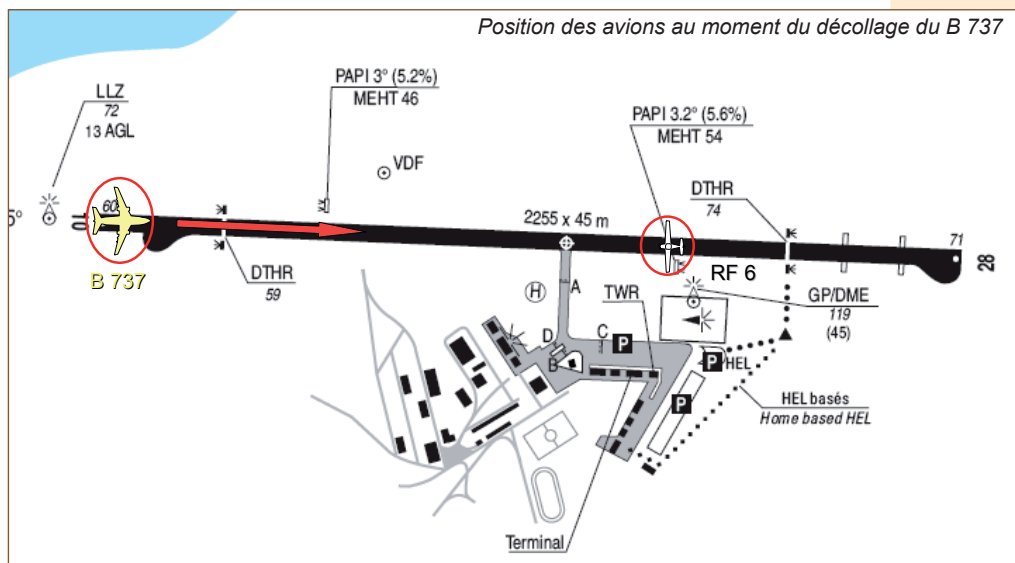 Position des avions au moment du décollage du B 737
LLZ
72
13 AGL
PAPI 3° (5.2%)
MEHT 46
PAPI 3.2° (5.6%)
MEHT 54
VDF
DTHR
74
5°
60
10
2255 x 45 m
71
28
B 737
DTHR
59
RF 6
A
H
TWR
GP/DME
119
(45)
D
C
P
B
P
HEL
P
HEL basés
Home based HEL
Terminal